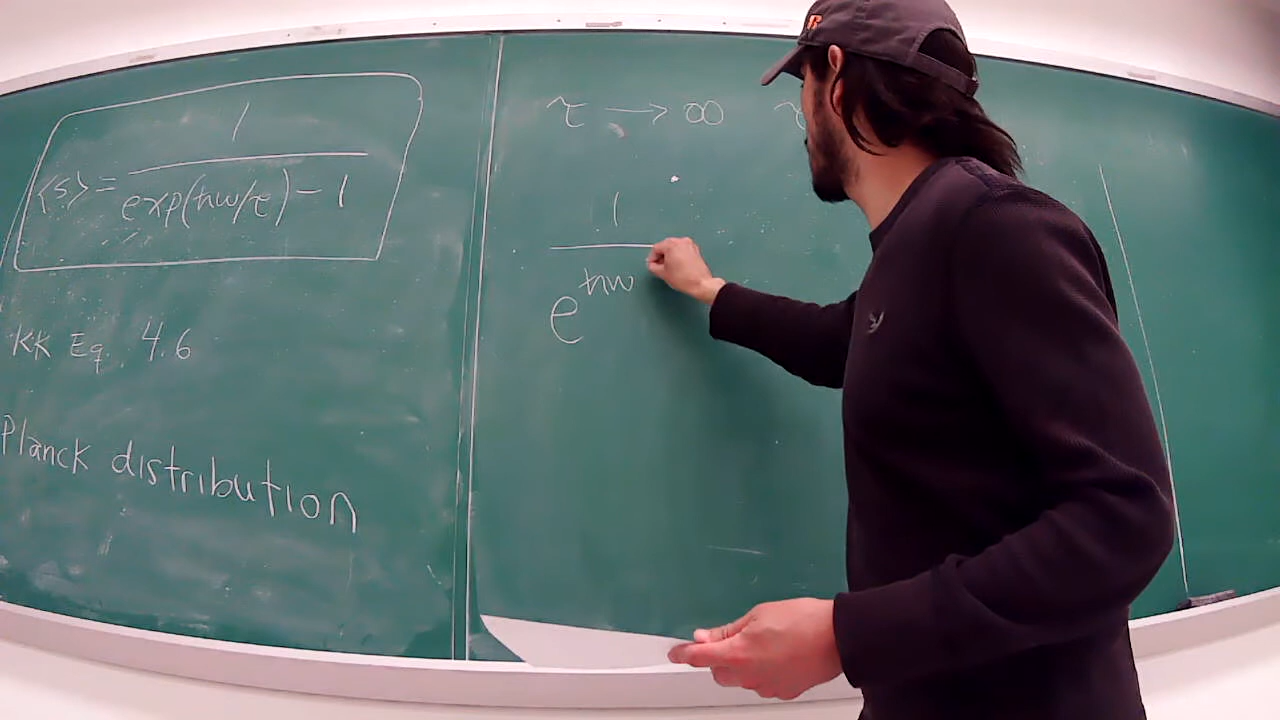 1
⟨s⟩ = exp(ħω/τ) − 1
KK Eq. 4.6
Planck distribution
τ → ∞ τ
1
e^ħω